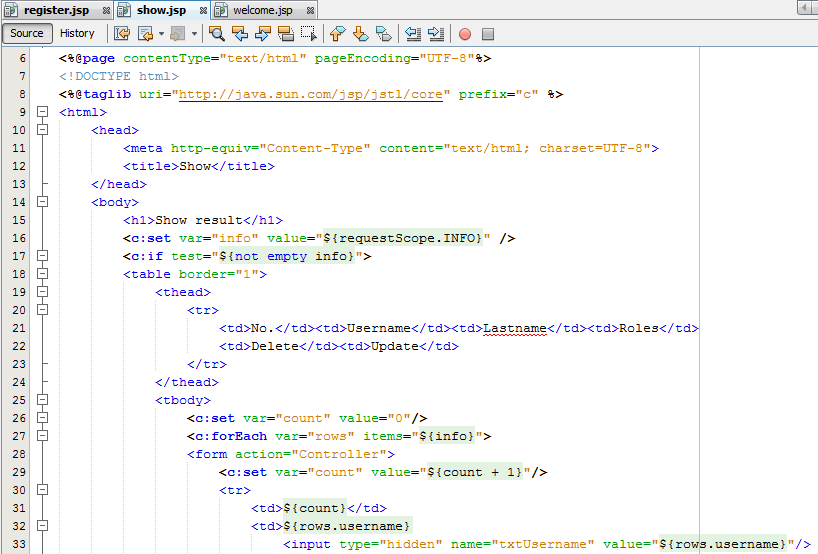 register.jsp show.jsp welcome.jsp
Source History
6 <%@page contentType="text/html" pageEncoding="UTF-8"%>
7 <!DOCTYPE html>
8 <%@taglib uri="http://java.sun.com/jsp/jstl/core" prefix="c" %>
9 <html>
10 <head>
11 <meta http-equiv="Content-Type" content="text/html; charset=UTF-8">
12 <title>Show</title>
13 </head>
14 <body>
15 <h1>Show result</h1>
16 <c:set var="info" value="${requestScope.INFO}" />
17 <c:if test="${not empty info}">
18 <table border="1">
19 <thead>
20 <tr>
21 <td>No.</td><td>Username</td><td>Lastname</td><td>Roles</td>
22 <td>Delete</td><td>Update</td>
23 </tr>
24 </thead>
25 <tbody>
26 <c:set var="count" value="0"/>
27 <c:forEach var="rows" items="${info}">
28 <form action="Controller">
29 <c:set var="count" value="${count + 1}"/>
30 <tr>
31 <td>${count}</td>
32 <td>${rows.username}
33 <input type="hidden" name="txtUsername" value="${rows.username}"/>